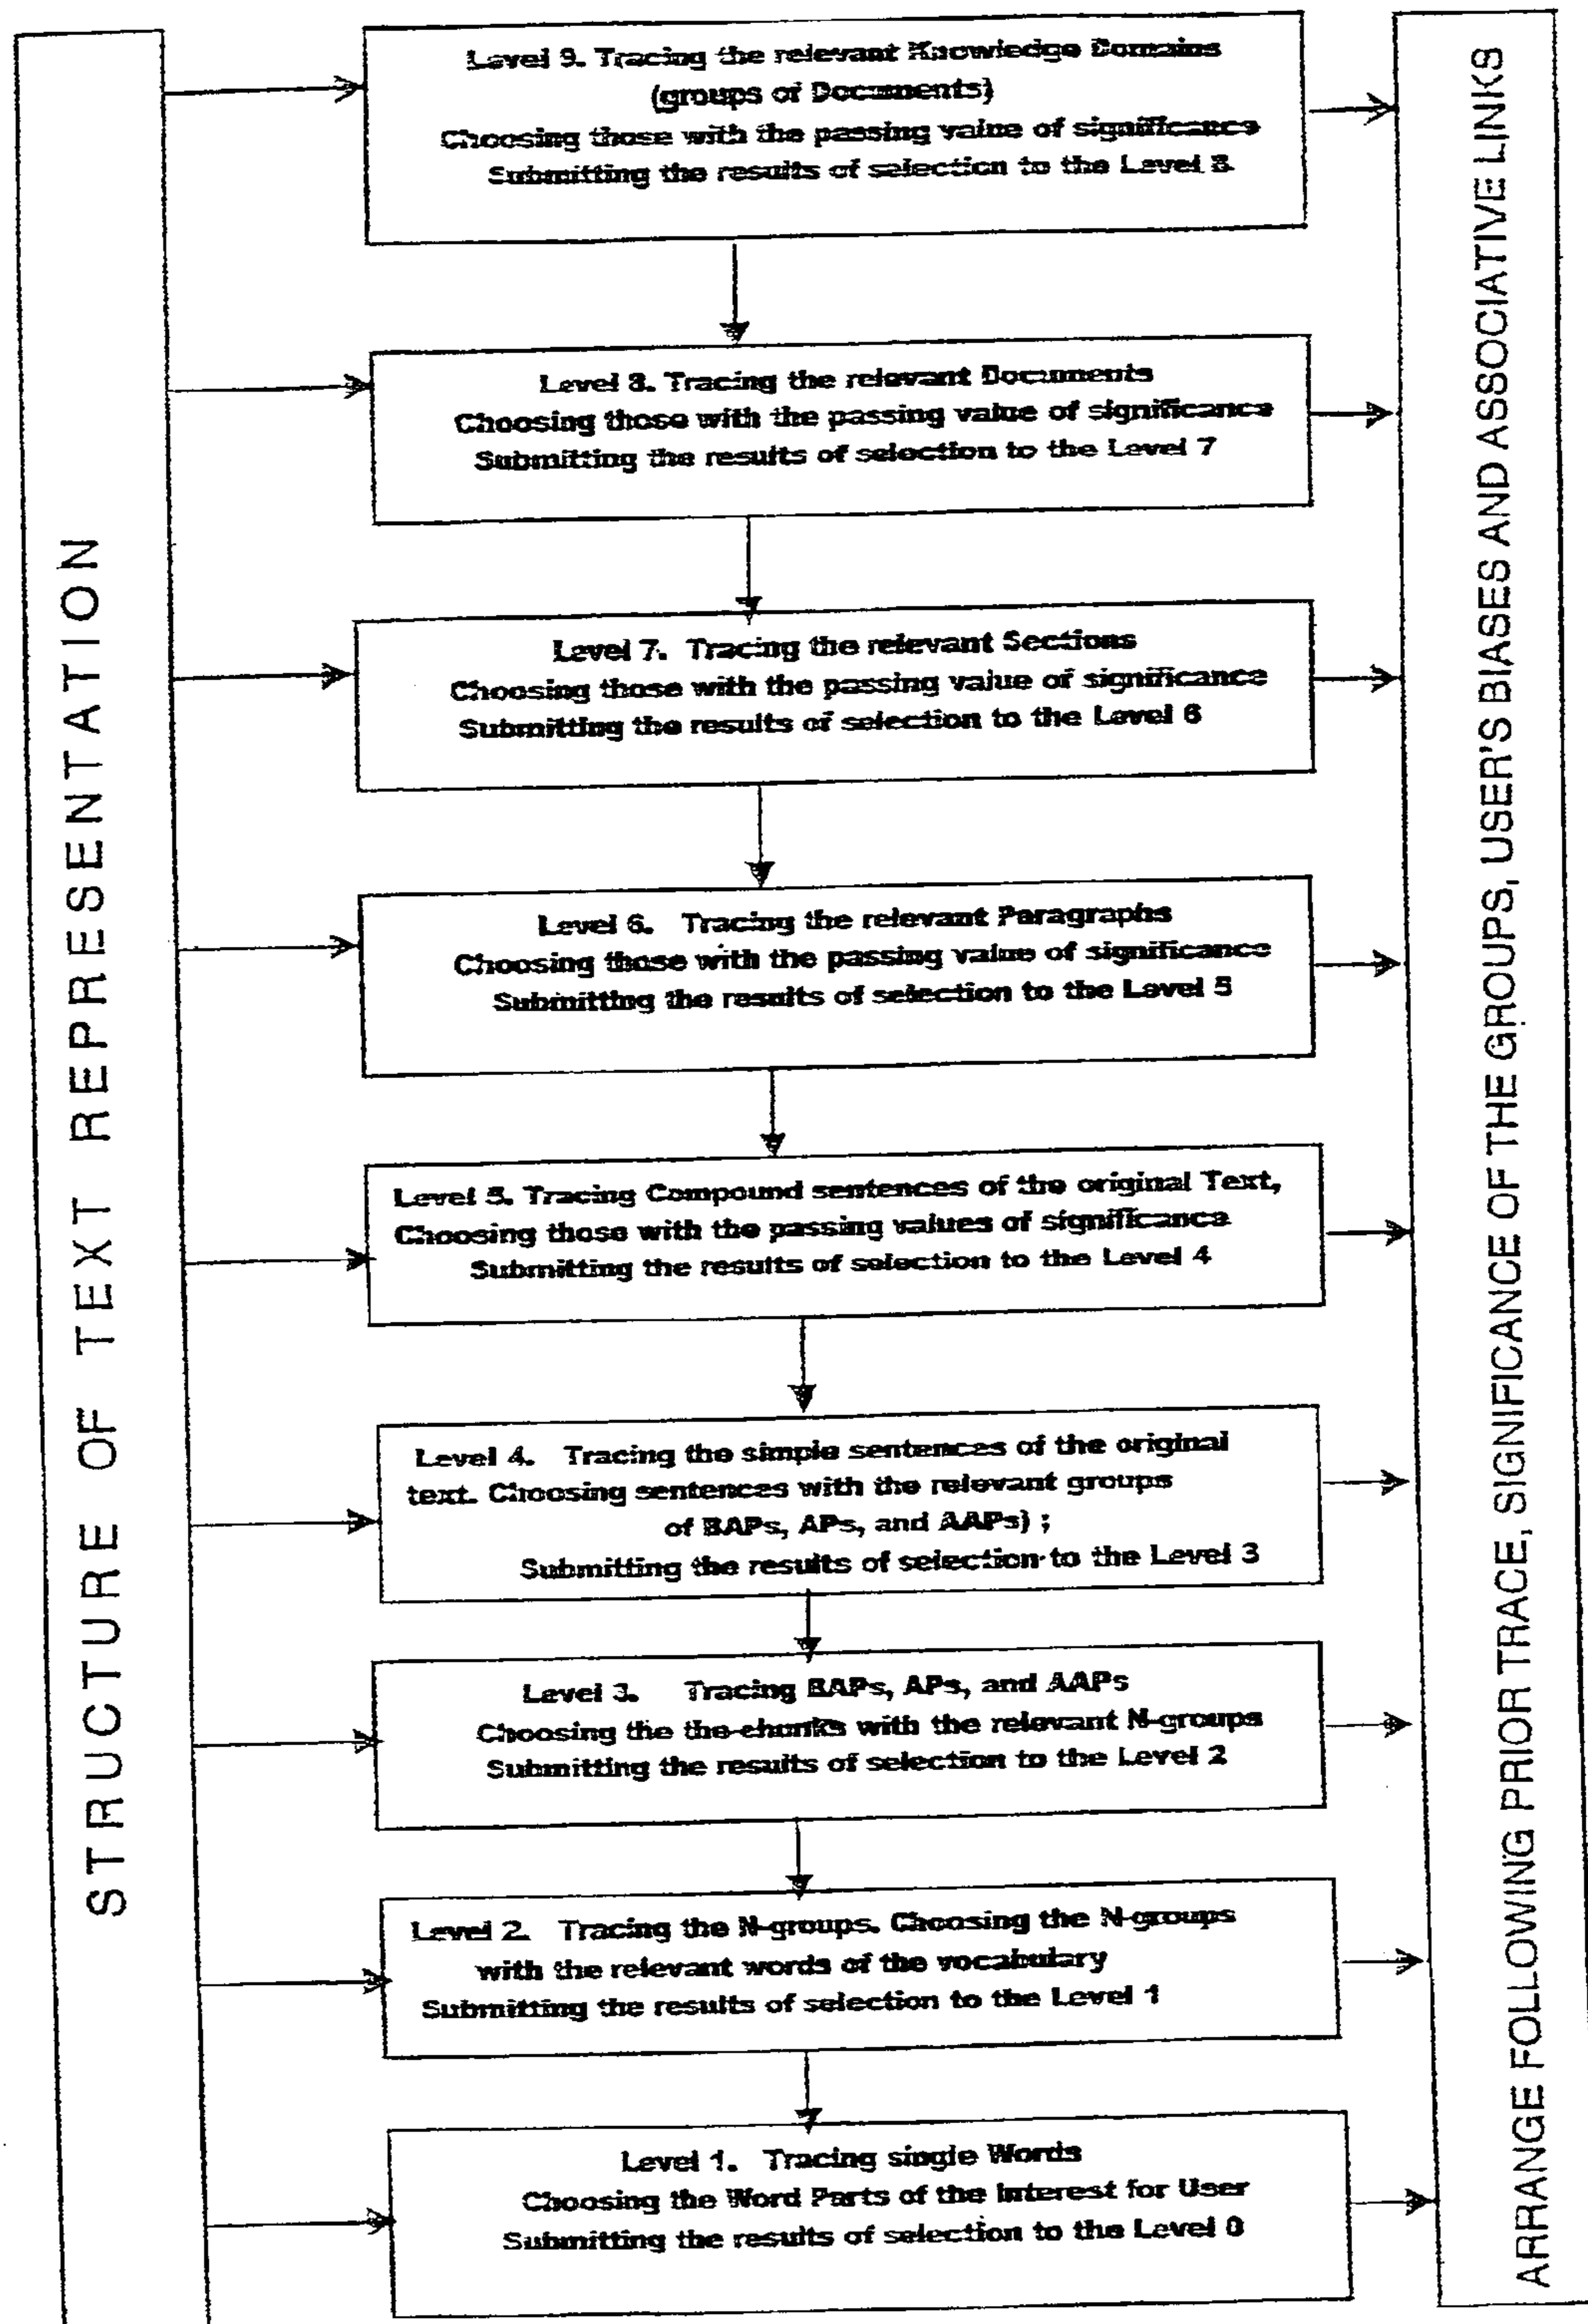 STRUCTURE OF TEXT REPRESENTATION
Level 9. Tracing the relevant Knowledge Domains
(groups of Documents)
Choosing those with the passing value of significance
Submitting the results of selection to the Level 8.
Level 8. Tracing the relevant Documents
Choosing those with the passing value of significance
Submitting the results of selection to the Level 7
Level 7. Tracing the relevant Sections
Choosing those with the passing value of significance
Submitting the results of selection to the Level 6
Level 6. Tracing the relevant Paragraphs
Choosing those with the passing value of significance
Submitting the results of selection to the Level 5
Level 5. Tracing Compound sentences of the original Text,
Choosing those with the passing values of significance
Submitting the results of selection to the Level 4
Level 4. Tracing the simple sentences of the original
text. Choosing sentences with the relevant groups
of BAPs, APs, and AAPs) ;
Submitting the results of selection to the Level 3
Level 3. Tracing BAPs, APs, and AAPs
Choosing the the-chunks with the relevant N-groups
Submitting the results of selection to the Level 2
Level 2. Tracing the N-groups. Choosing the N-groups
with the relevant words of the vocabulary
Submitting the results of selection to the Level 1
Level 1. Tracing single Words
Choosing the Word Parts of the Interest for User
Submitting the results of selection to the Level 0
ARRANGE FOLLOWING PRIOR TRACE, SIGNIFICANCE OF THE GROUPS, USER'S BIASES AND ASSOCIATIVE LINKS